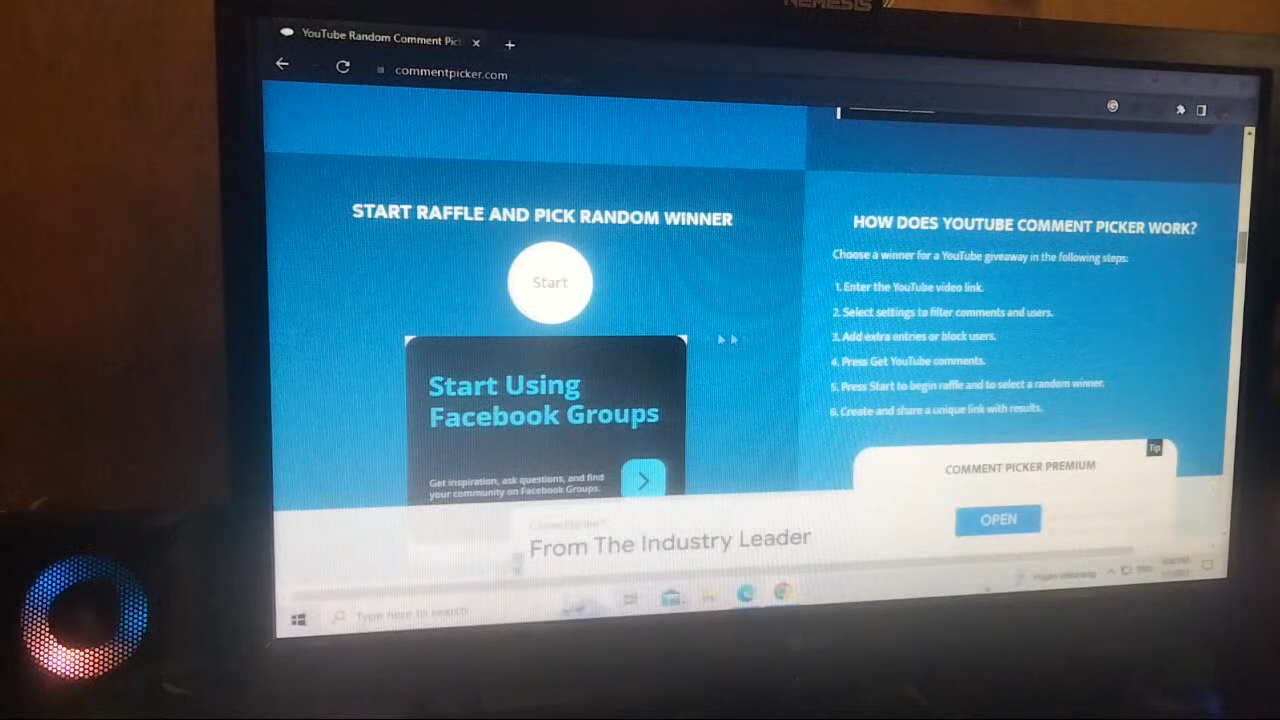 NEMESIS
YouTube Random Comment Pic
commentpicker.com
START RAFFLE AND PICK RANDOM WINNER
Start
Start Using
Facebook Groups
Get inspiration, ask questions, and find
your community on Facebook Groups.
HOW DOES YOUTUBE COMMENT PICKER WORK?
Choose a winner for a YouTube giveaway in the following steps:
1. Enter the YouTube video link.
2. Select settings to filter comments and users.
3. Add extra entries or block users.
4. Press Get YouTube comments.
5. Press Start to begin raffle and to select a random winner.
6. Create and share a unique link with results.
Tip
COMMENT PICKER PREMIUM
OPEN
From The Industry Leader
Type here to search